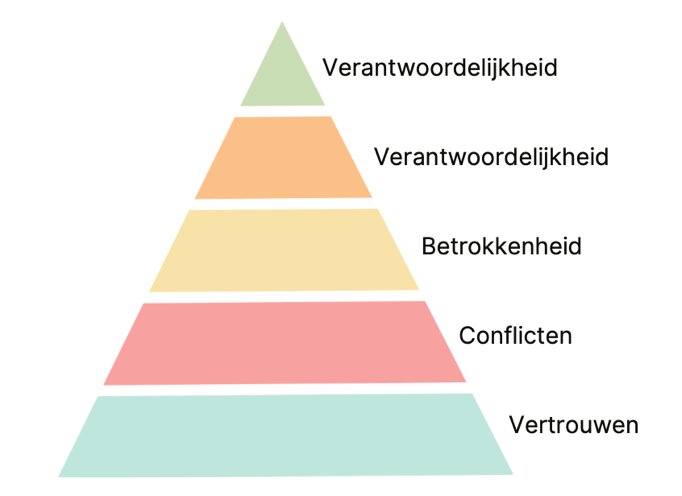 Verantwoordelijkheid
Verantwoordelijkheid
Betrokkenheid
Conflicten
Vertrouwen